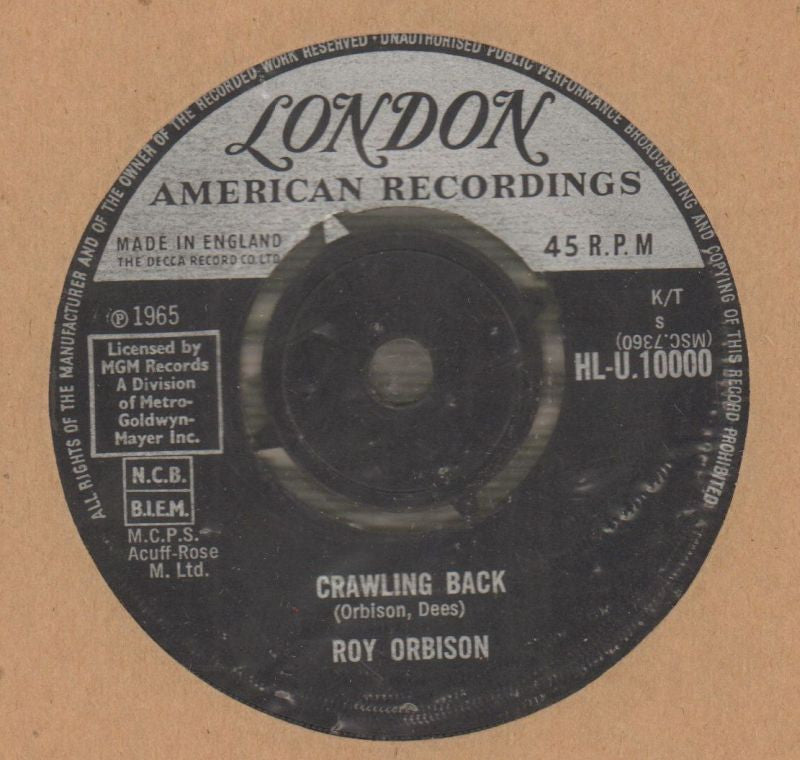 ALL RIGHTS OF THE MANUFACTURER AND OF THE OWNER OF THE RECORDED WORK RESERVED · UNAUTHORISED PUBLIC PERFORMANCE BROADCASTING AND COPYING OF THIS RECORD PROHIBITED
LONDON
AMERICAN RECORDINGS
MADE IN ENGLAND
THE DECCA RECORD CO LTD
45 R.P.M
℗ 1965
Licensed by
MGM Records
A Division
of Metro-
Goldwyn-
Mayer Inc.
N.C.B.
B.I.E.M.
M.C.P.S.
Acuff-Rose
M. Ltd.
K/T
S
(MSC.7360)
HL-U.10000
CRAWLING BACK
(Orbison, Dees)
ROY ORBISON